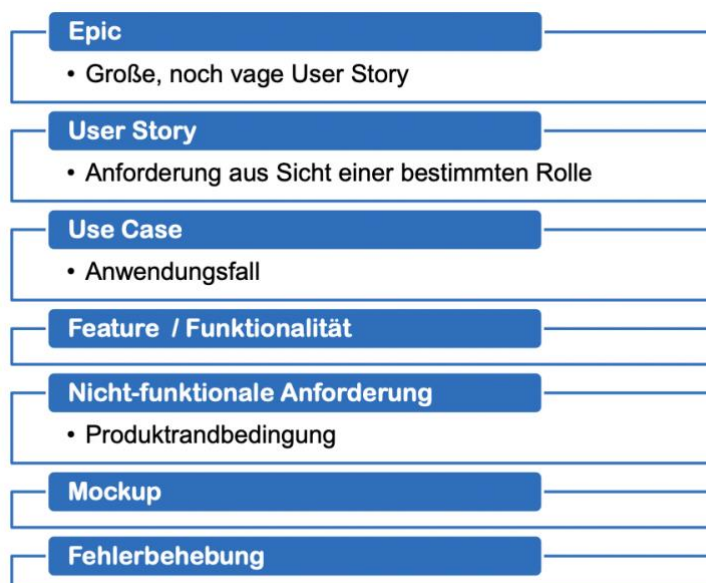 Epic
• Große, noch vage User Story
User Story
• Anforderung aus Sicht einer bestimmten Rolle
Use Case
• Anwendungsfall
Feature / Funktionalität
Nicht-funktionale Anforderung
• Produktrandbedingung
Mockup
Fehlerbehebung